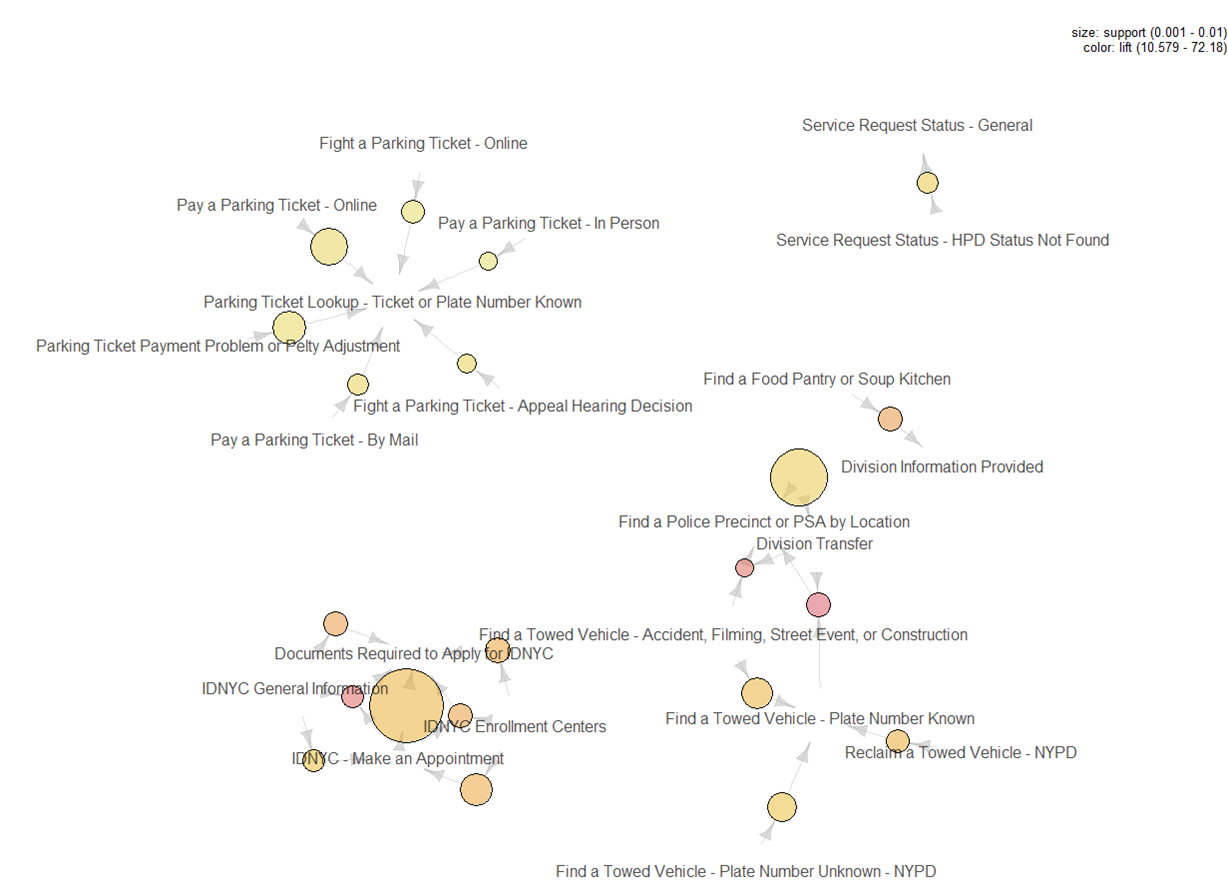 size: support (0.001 - 0.01)
color: lift (10.579 - 72.18)
Service Request Status - General
Fight a Parking Ticket - Online
Pay a Parking Ticket - Online
Pay a Parking Ticket - In Person
Service Request Status - HPD Status Not Found
Parking Ticket Lookup - Ticket or Plate Number Known
Parking Ticket Payment Problem or Pelty Adjustment
Find a Food Pantry or Soup Kitchen
Fight a Parking Ticket - Appeal Hearing Decision
Pay a Parking Ticket - By Mail
Division Information Provided
Find a Police Precinct or PSA by Location
Division Transfer
Find a Towed Vehicle - Accident, Filming, Street Event, or Construction
Documents Required to Apply for IDNYC
IDNYC General Information
Find a Towed Vehicle - Plate Number Known
IDNYC Enrollment Centers
Reclaim a Towed Vehicle - NYPD
IDNYC - Make an Appointment
Find a Towed Vehicle - Plate Number Unknown - NYPD